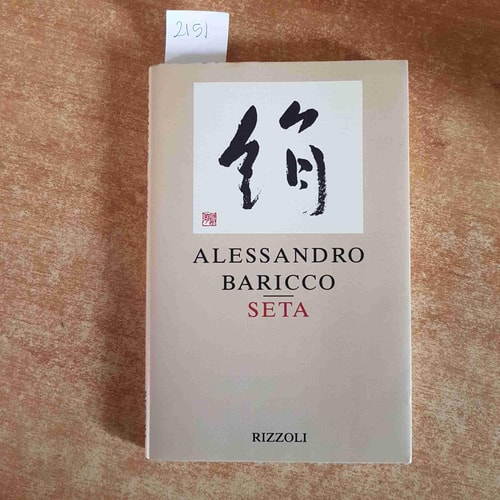 2151
絹
ALESSANDRO
BARICCO
SETA
RIZZOLI